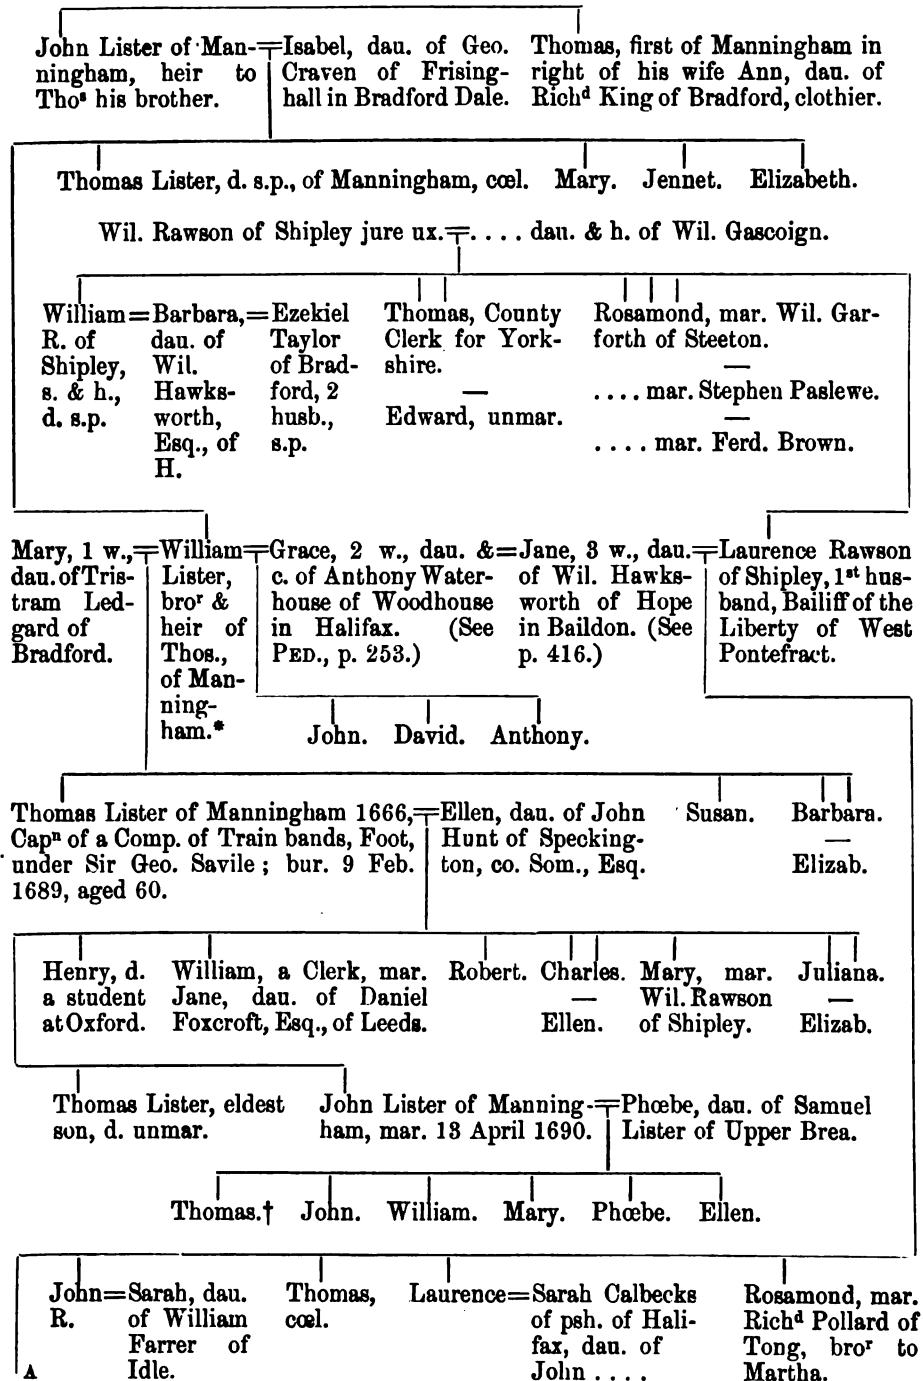 John Lister of Man-=Isabel, dau. of Geo. Thomas, first of Manningham in
ningham, heir to Craven of Frising- right of his wife Ann, dau. of
Thoˢ his brother. hall in Bradford Dale. Richᵈ King of Bradford, clothier.
Thomas Lister, d. s.p., of Manningham, cœl. Mary. Jennet. Elizabeth.
Wil. Rawson of Shipley jure ux.=.... dau. & h. of Wil. Gascoign.
William=Barbara,=Ezekiel Thomas, County Rosamond, mar. Wil. Gar-
R. of dau. of Taylor Clerk for York- forth of Steeton.
Shipley, Wil. of Brad- shire. —
s. & h., Hawks- ford, 2 — .... mar. Stephen Paslewe.
d. s.p. worth, husb., Edward, unmar. —
Esq., of s.p. .... mar. Ferd. Brown.
H.
Mary, 1 w.,=William=Grace, 2 w., dau. &=Jane, 3 w., dau.=Laurence Rawson
dau. of Tris- Lister, c. of Anthony Water- of Wil. Hawks- of Shipley, 1ˢᵗ hus-
tram Led- broʳ & house of Woodhouse worth of Hope band, Bailiff of the
gard of heir of in Halifax. (See in Baildon. (See Liberty of West
Bradford. Thos., PED., p. 253.) p. 416.) Pontefract.
of Man-
ning-
ham.* John. David. Anthony.
Thomas Lister of Manningham 1666,=Ellen, dau. of John Susan. Barbara.
Capⁿ of a Comp. of Train bands, Foot, Hunt of Specking- —
under Sir Geo. Savile; bur. 9 Feb. ton, co. Som., Esq. Elizab.
1689, aged 60.
Henry, d. William, a Clerk, mar. Robert. Charles. Mary, mar. Juliana.
a student Jane, dau. of Daniel — Wil. Rawson —
at Oxford. Foxcroft, Esq., of Leeds. Ellen. of Shipley. Elizab.
Thomas Lister, eldest John Lister of Manning-=Phœbe, dau. of Samuel
son, d. unmar. ham, mar. 13 April 1690. Lister of Upper Brea.
Thomas.† John. William. Mary. Phœbe. Ellen.
John=Sarah, dau. Thomas, Laurence=Sarah Calbecks Rosamond, mar.
R. of William cœl. of psh. of Hali- Richᵈ Pollard of
Farrer of fax, dau. of Tong, broʳ to
A Idle. John .... Martha.